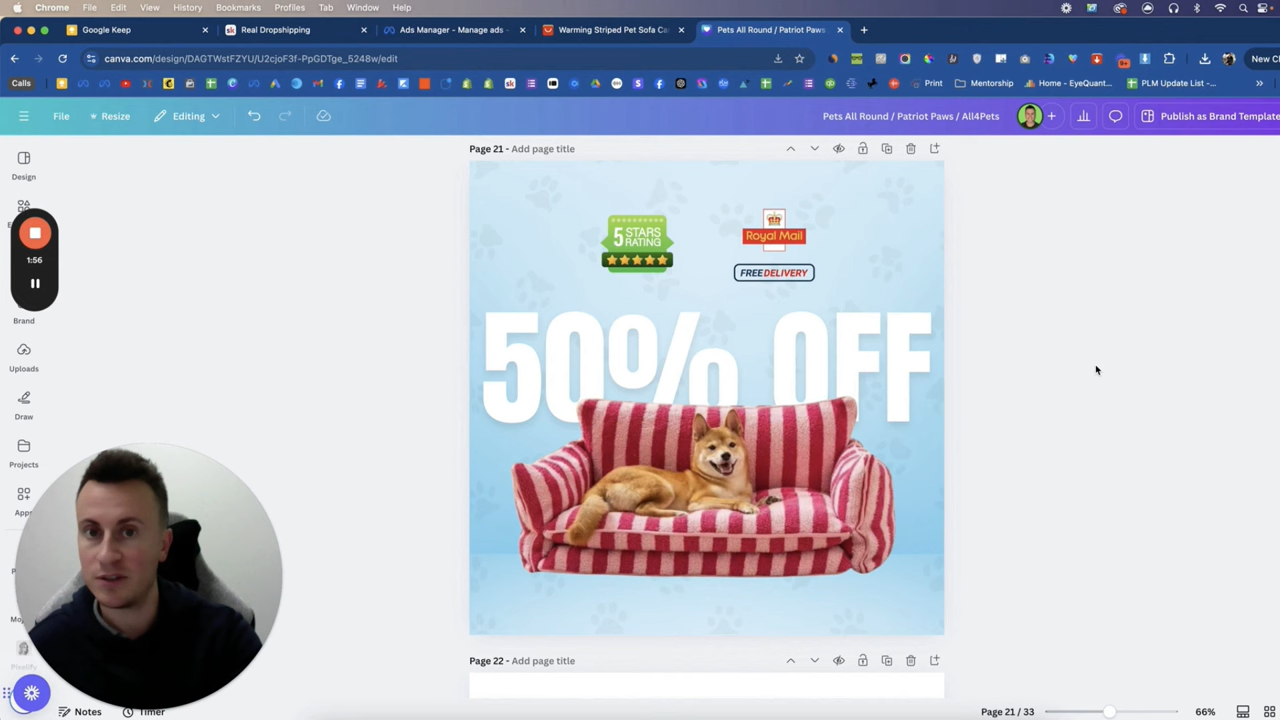 Chrome File Edit View History Bookmarks Profiles Tab Window Help
Google Keep
Real Dropshipping
Ads Manager - Manage ads -
Warming Striped Pet Sofa Ca
Pets All Round / Patriot Paws
canva.com/design/DAGTWstFZYU/U2cjoF3f-PpGDTge_5248w/edit
New Cl
Calls
Print
Mentorship
Home - EyeQuant...
PLM Update List -...
File
Resize
Editing
Pets All Round / Patriot Paws / All4Pets
Publish as Brand Template
Page 21 - Add page title
Design
1:56
Brand
Uploads
Draw
Projects
Apps
5 STARS
RATING
Royal Mail
FREEDELIVERY
50% OFF
Page 22 - Add page title
Notes
Timer
Page 21 / 33
66%